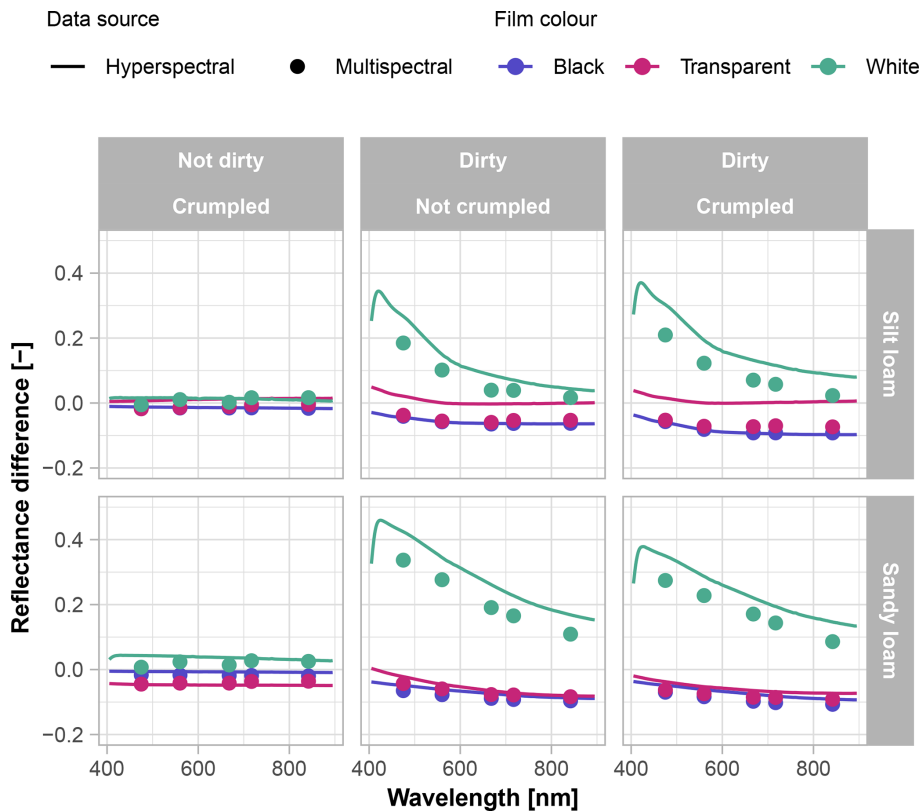 Data source Film colour
Hyperspectral Multispectral Black Transparent White
Not dirty Dirty Dirty
Crumpled Not crumpled Crumpled
0.4
0.2
0.0
−0.2
Silt loam
0.4
0.2
0.0
−0.2
Sandy loam
Reflectance difference [−]
400 600 800 400 600 800 400 600 800
Wavelength [nm]